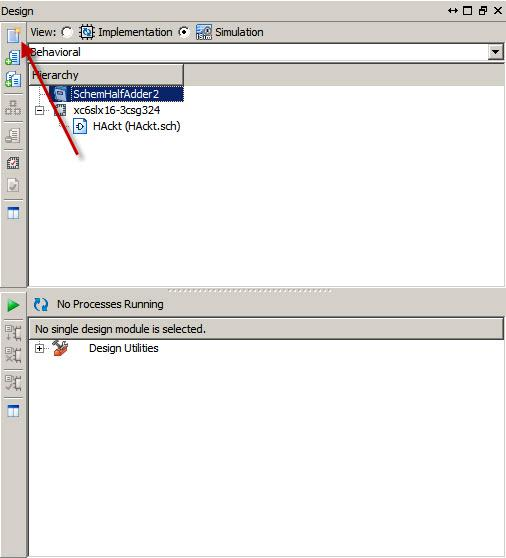 Design
View: Implementation Simulation
Behavioral
Hierarchy
SchemHalfAdder2
xc6slx16-3csg324
HAckt (HAckt.sch)
No Processes Running
No single design module is selected.
Design Utilities